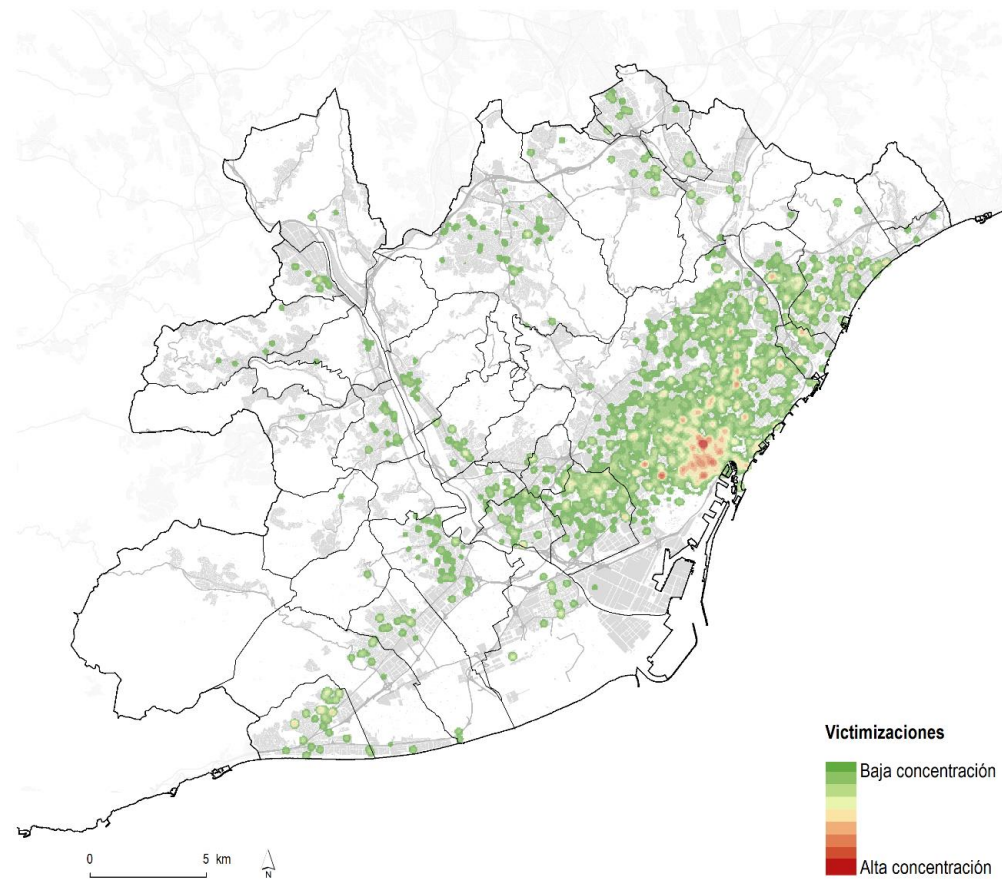 Victimizaciones
Baja concentración
Alta concentración
0 5 km
N